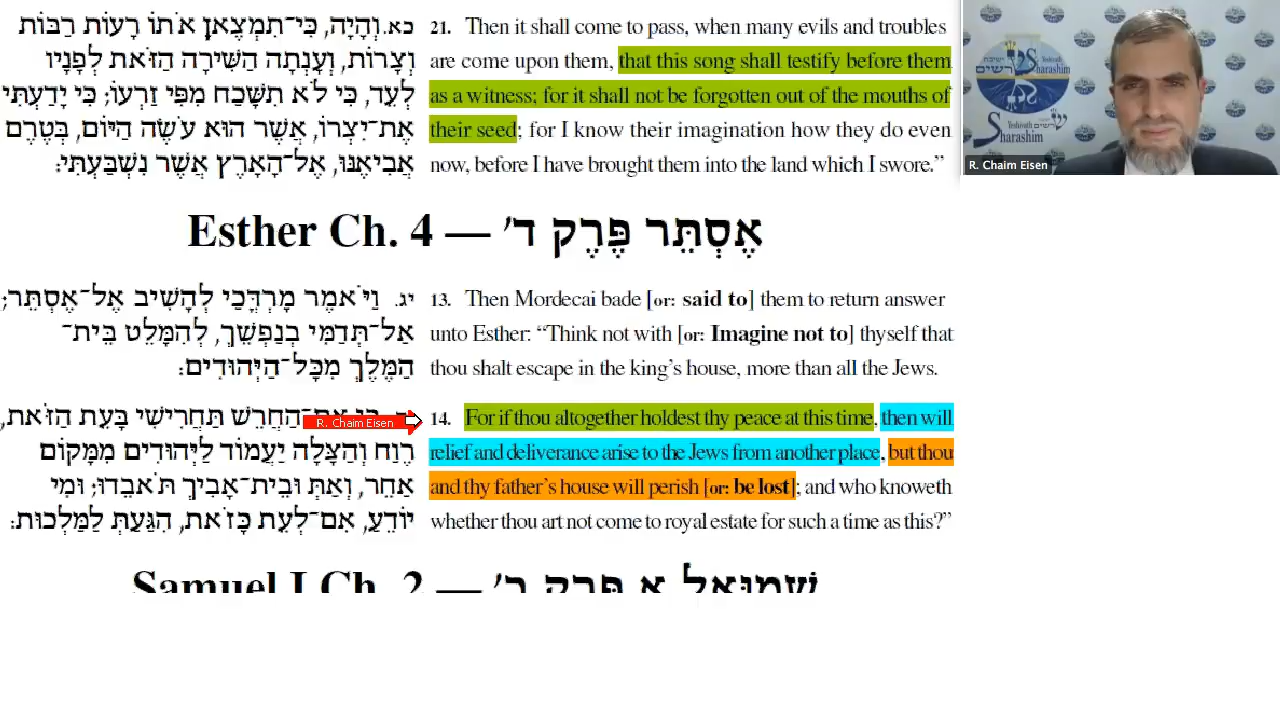 כא. וְהָיָה, כִּי־תִמְצֶאןָ אֹתוֹ רָעוֹת רַבּוֹת
וְצָרוֹת, וְעָנְתָה הַשִּׁירָה הַזֹּאת לְפָנָיו
לְעֵד, כִּי לֹא תִשָּׁכַח מִפִּי זַרְעוֹ; כִּי יָדַעְתִּי
אֶת־יִצְרוֹ, אֲשֶׁר הוּא עֹשֶׂה הַיּוֹם, בְּטֶרֶם
אֲבִיאֶנּוּ, אֶל־הָאָרֶץ אֲשֶׁר נִשְׁבַּעְתִּי:
21. Then it shall come to pass, when many evils and troubles
are come upon them, that this song shall testify before them
as a witness; for it shall not be forgotten out of the mouths of
their seed; for I know their imagination how they do even
now, before I have brought them into the land which I swore.”
Esther Ch. 4 — אֶסְתֵּר פֶּרֶק ד׳
יג. וַיֹּאמֶר מָרְדֳּכַי לְהָשִׁיב אֶל־אֶסְתֵּר;
אַל־תְּדַמִּי בְנַפְשֵׁךְ, לְהִמָּלֵט בֵּית־
הַמֶּלֶךְ מִכָּל־הַיְּהוּדִים:
13. Then Mordecai bade [or: said to] them to return answer
unto Esther: “Think not with [or: Imagine not to] thyself that
thou shalt escape in the king’s house, more than all the Jews.
הַחֲרֵשׁ תַּחֲרִישִׁי בָּעֵת הַזֹּאת,
רֶוַח וְהַצָּלָה יַעֲמוֹד לַיְּהוּדִים מִמָּקוֹם
אַחֵר, וְאַתְּ וּבֵית־אָבִיךְ תֹּאבֵדוּ; וּמִי
יוֹדֵעַ, אִם־לְעֵת כָּזֹאת, הִגַּעַתְּ לַמַּלְכוּת:
R. Chaim Eisen
14. For if thou altogether holdest thy peace at this time, then will
relief and deliverance arise to the Jews from another place, but thou
and thy father’s house will perish [or: be lost]; and who knoweth
whether thou art not come to royal estate for such a time as this?”
Samuel I Ch. 2 — שְׁמוּאֵל א פֶּרֶק ב׳
Yeshivath
Sharashim
R. Chaim Eisen